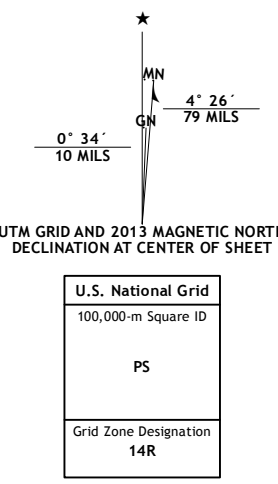 ★
MN
4° 26´
79 MILS
GN
0° 34´
10 MILS
UTM GRID AND 2013 MAGNETIC NORTH
DECLINATION AT CENTER OF SHEET
U.S. National Grid
100,000-m Square ID
PS
Grid Zone Designation
14R